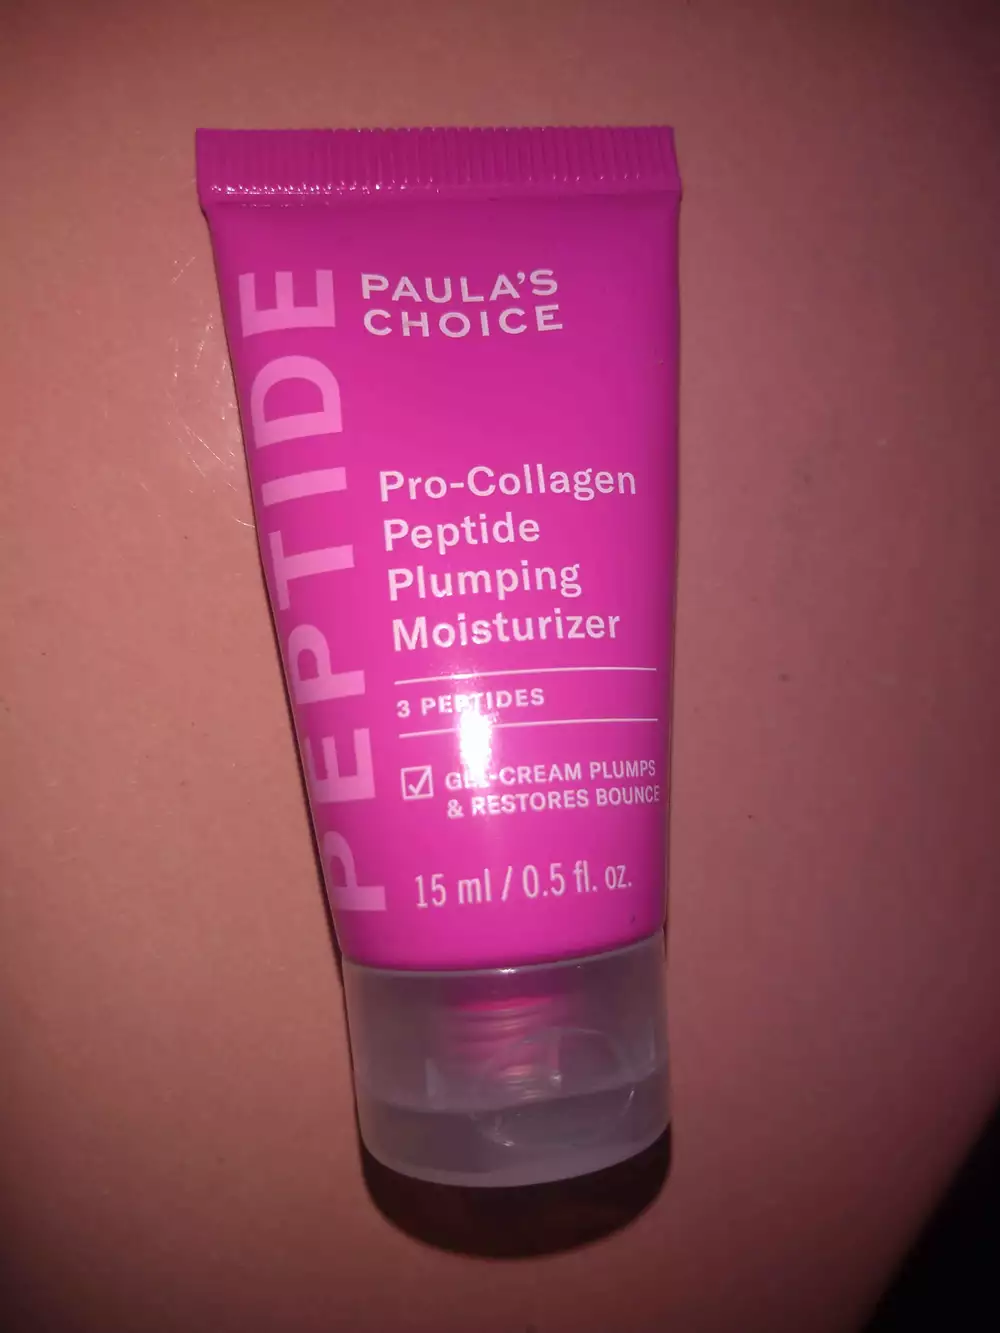 PEPTIDE
PAULA'S
CHOICE
Pro-Collagen
Peptide
Plumping
Moisturizer
3 PEPTIDES
GEL-CREAM PLUMPS
& RESTORES BOUNCE
15 ml / 0.5 fl. oz.